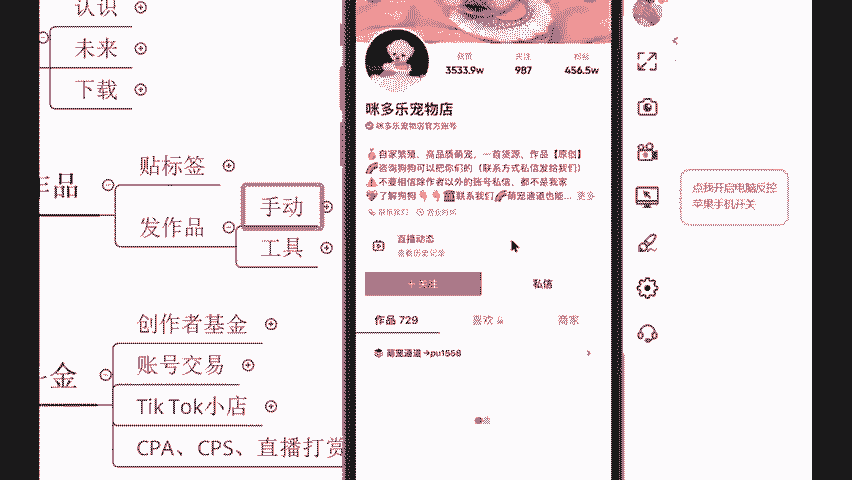 认识
未来
下载
作品
贴标签
发作品
手动
工具
创作者基金
账号交易
TikTok小店
CPA、CPS、直播打赏
获赞 关注 粉丝
3533.9w 987 456.5w
咪多乐宠物店
咪多乐宠物店官方账号
自家繁殖、高品质萌宠,一首货源、作品【原创】
咨询狗狗可以把你们的(联系方式私信发给我们)
不要相信除作者以外的账号私信、都不是我家
了解狗狗👇👇联系我们 萌宠通道也能... 更多
联系我们 营业时间
直播动态
查看历史记录
+ 关注 私信
作品 729 喜欢 商家
萌宠通道→pu1558
点我开启电脑反控
苹果手机开关